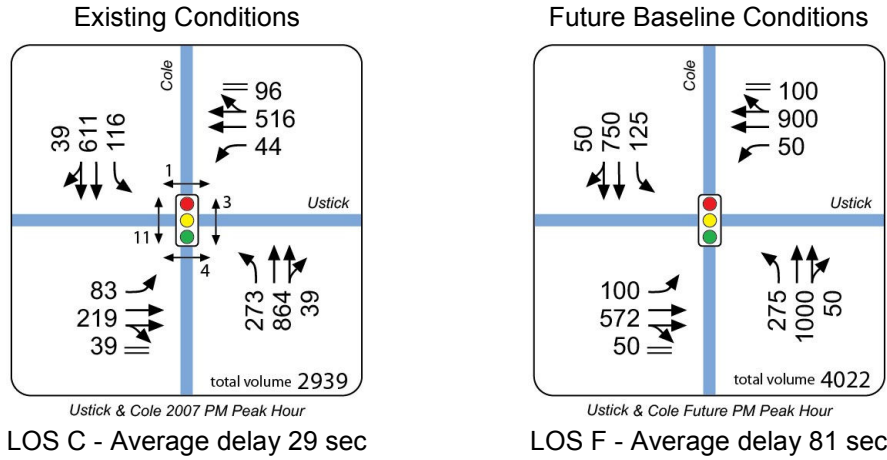 Existing Conditions
Cole
39 611 116
96
516
44
1
3
11
4
Ustick
83
219
39
273 864 39
total volume 2939
Ustick & Cole 2007 PM Peak Hour
LOS C - Average delay 29 sec
Future Baseline Conditions
Cole
50 750 125
100
900
50
Ustick
100
572
50
275 1000 50
total volume 4022
Ustick & Cole Future PM Peak Hour
LOS F - Average delay 81 sec